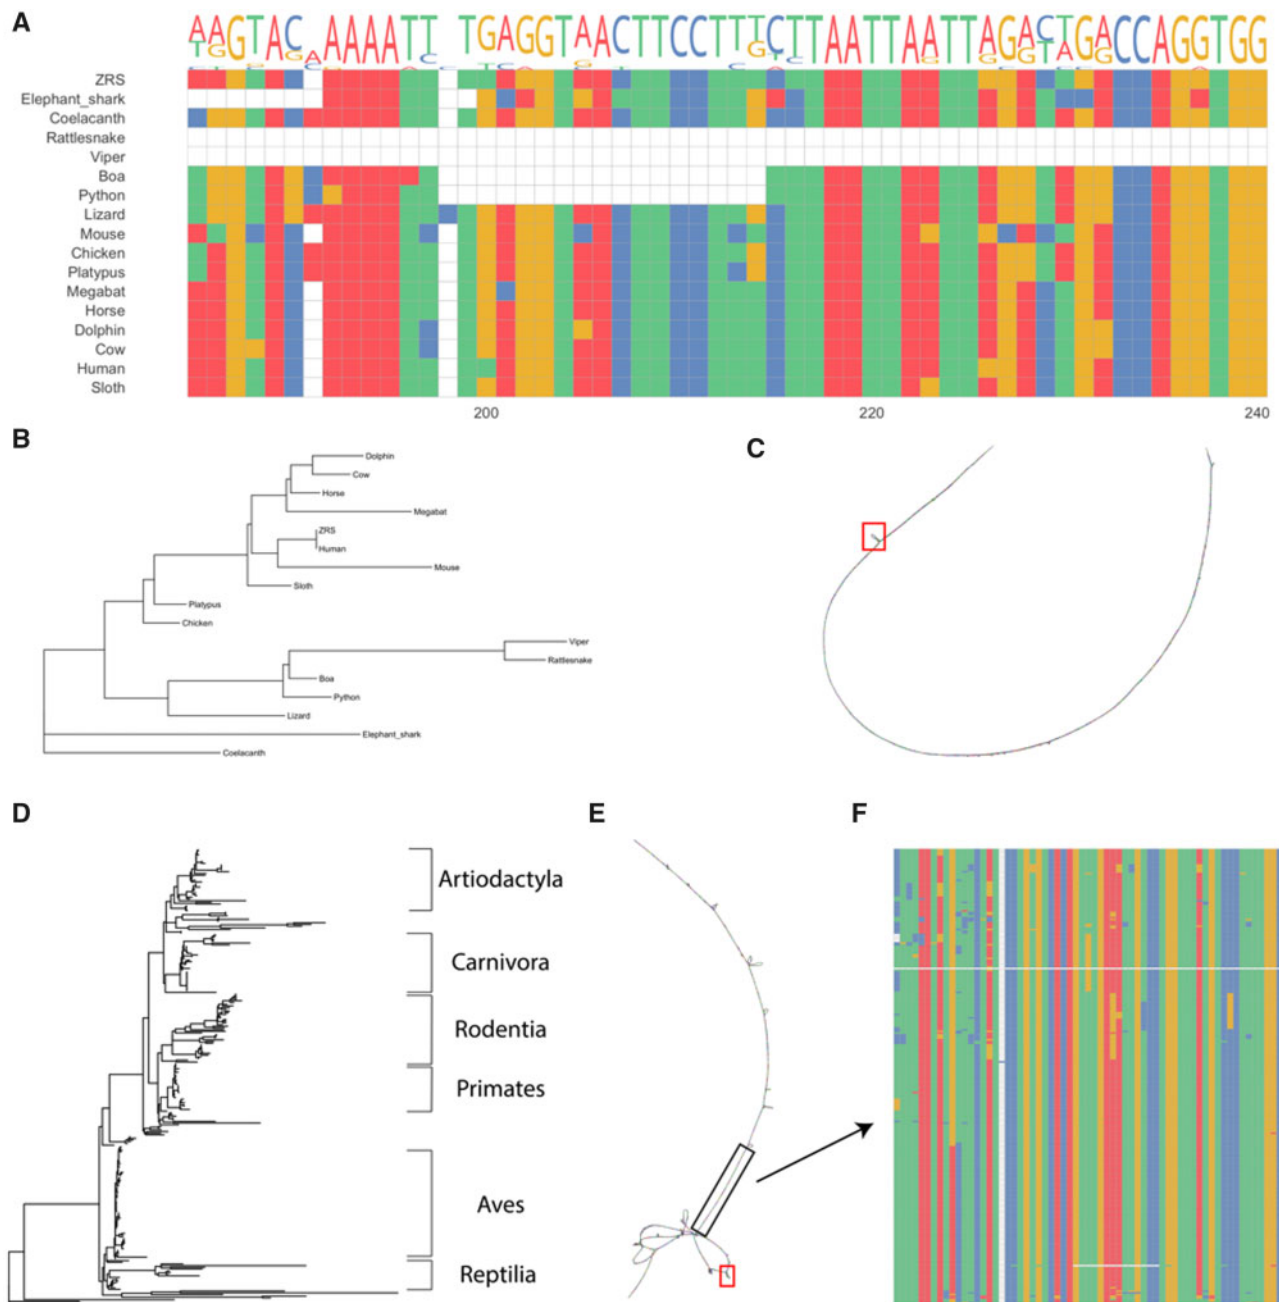 A
AAGTACAAAAATT TGAGGTAACTTCCTTTCTTAATTAATTAGACTGACCAGGTGG
ZRS
Elephant_shark
Coelacanth
Rattlesnake
Viper
Boa
Python
Lizard
Mouse
Chicken
Platypus
Megabat
Horse
Dolphin
Cow
Human
Sloth
200 220 240
B
Dolphin
Cow
Horse
Megabat
ZRS
Human
Mouse
Sloth
Platypus
Chicken
Viper
Rattlesnake
Boa
Python
Lizard
Elephant_shark
Coelacanth
C
D
Artiodactyla
Carnivora
Rodentia
Primates
Aves
Reptilia
E
F